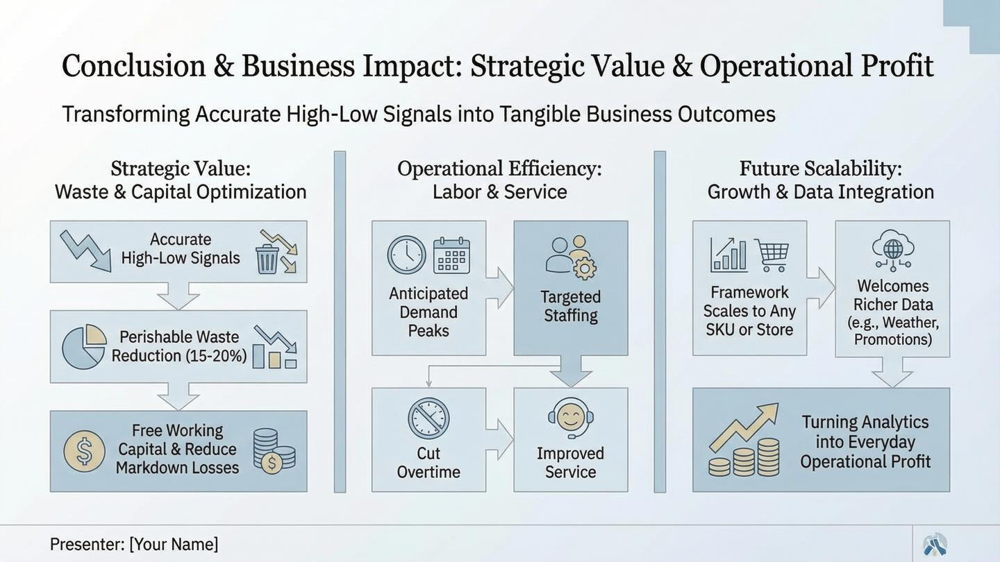 Conclusion & Business Impact: Strategic Value & Operational Profit
Transforming Accurate High-Low Signals into Tangible Business Outcomes
Strategic Value:
Waste & Capital Optimization
Accurate
High-Low Signals
Perishable Waste
Reduction (15-20%)
Free Working
Capital & Reduce
Markdown Losses
Operational Efficiency:
Labor & Service
Anticipated
Demand
Peaks
Targeted
Staffing
Cut
Overtime
Improved
Service
Future Scalability:
Growth & Data Integration
Framework
Scales to Any
SKU or Store
Welcomes
Richer Data
(e.g., Weather,
Promotions)
Turning Analytics
into Everyday
Operational Profit
Presenter: [Your Name]